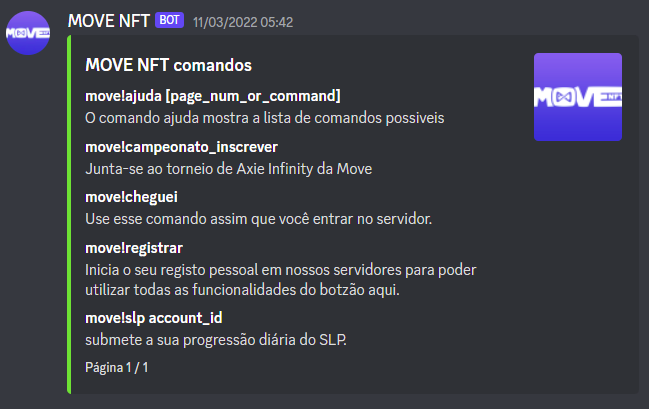 MOVE
MOVE NFT BOT 11/03/2022 05:42
MOVE NFT comandos
MOVE NFT
move!ajuda [page_num_or_command]
O comando ajuda mostra a lista de comandos possiveis
move!campeonato_inscrever
Junta-se ao torneio de Axie Infinity da Move
move!cheguei
Use esse comando assim que você entrar no servidor.
move!registrar
Inicia o seu registo pessoal em nossos servidores para poder
utilizar todas as funcionalidades do botzão aqui.
move!slp account_id
submete a sua progressão diária do SLP.
Página 1 / 1